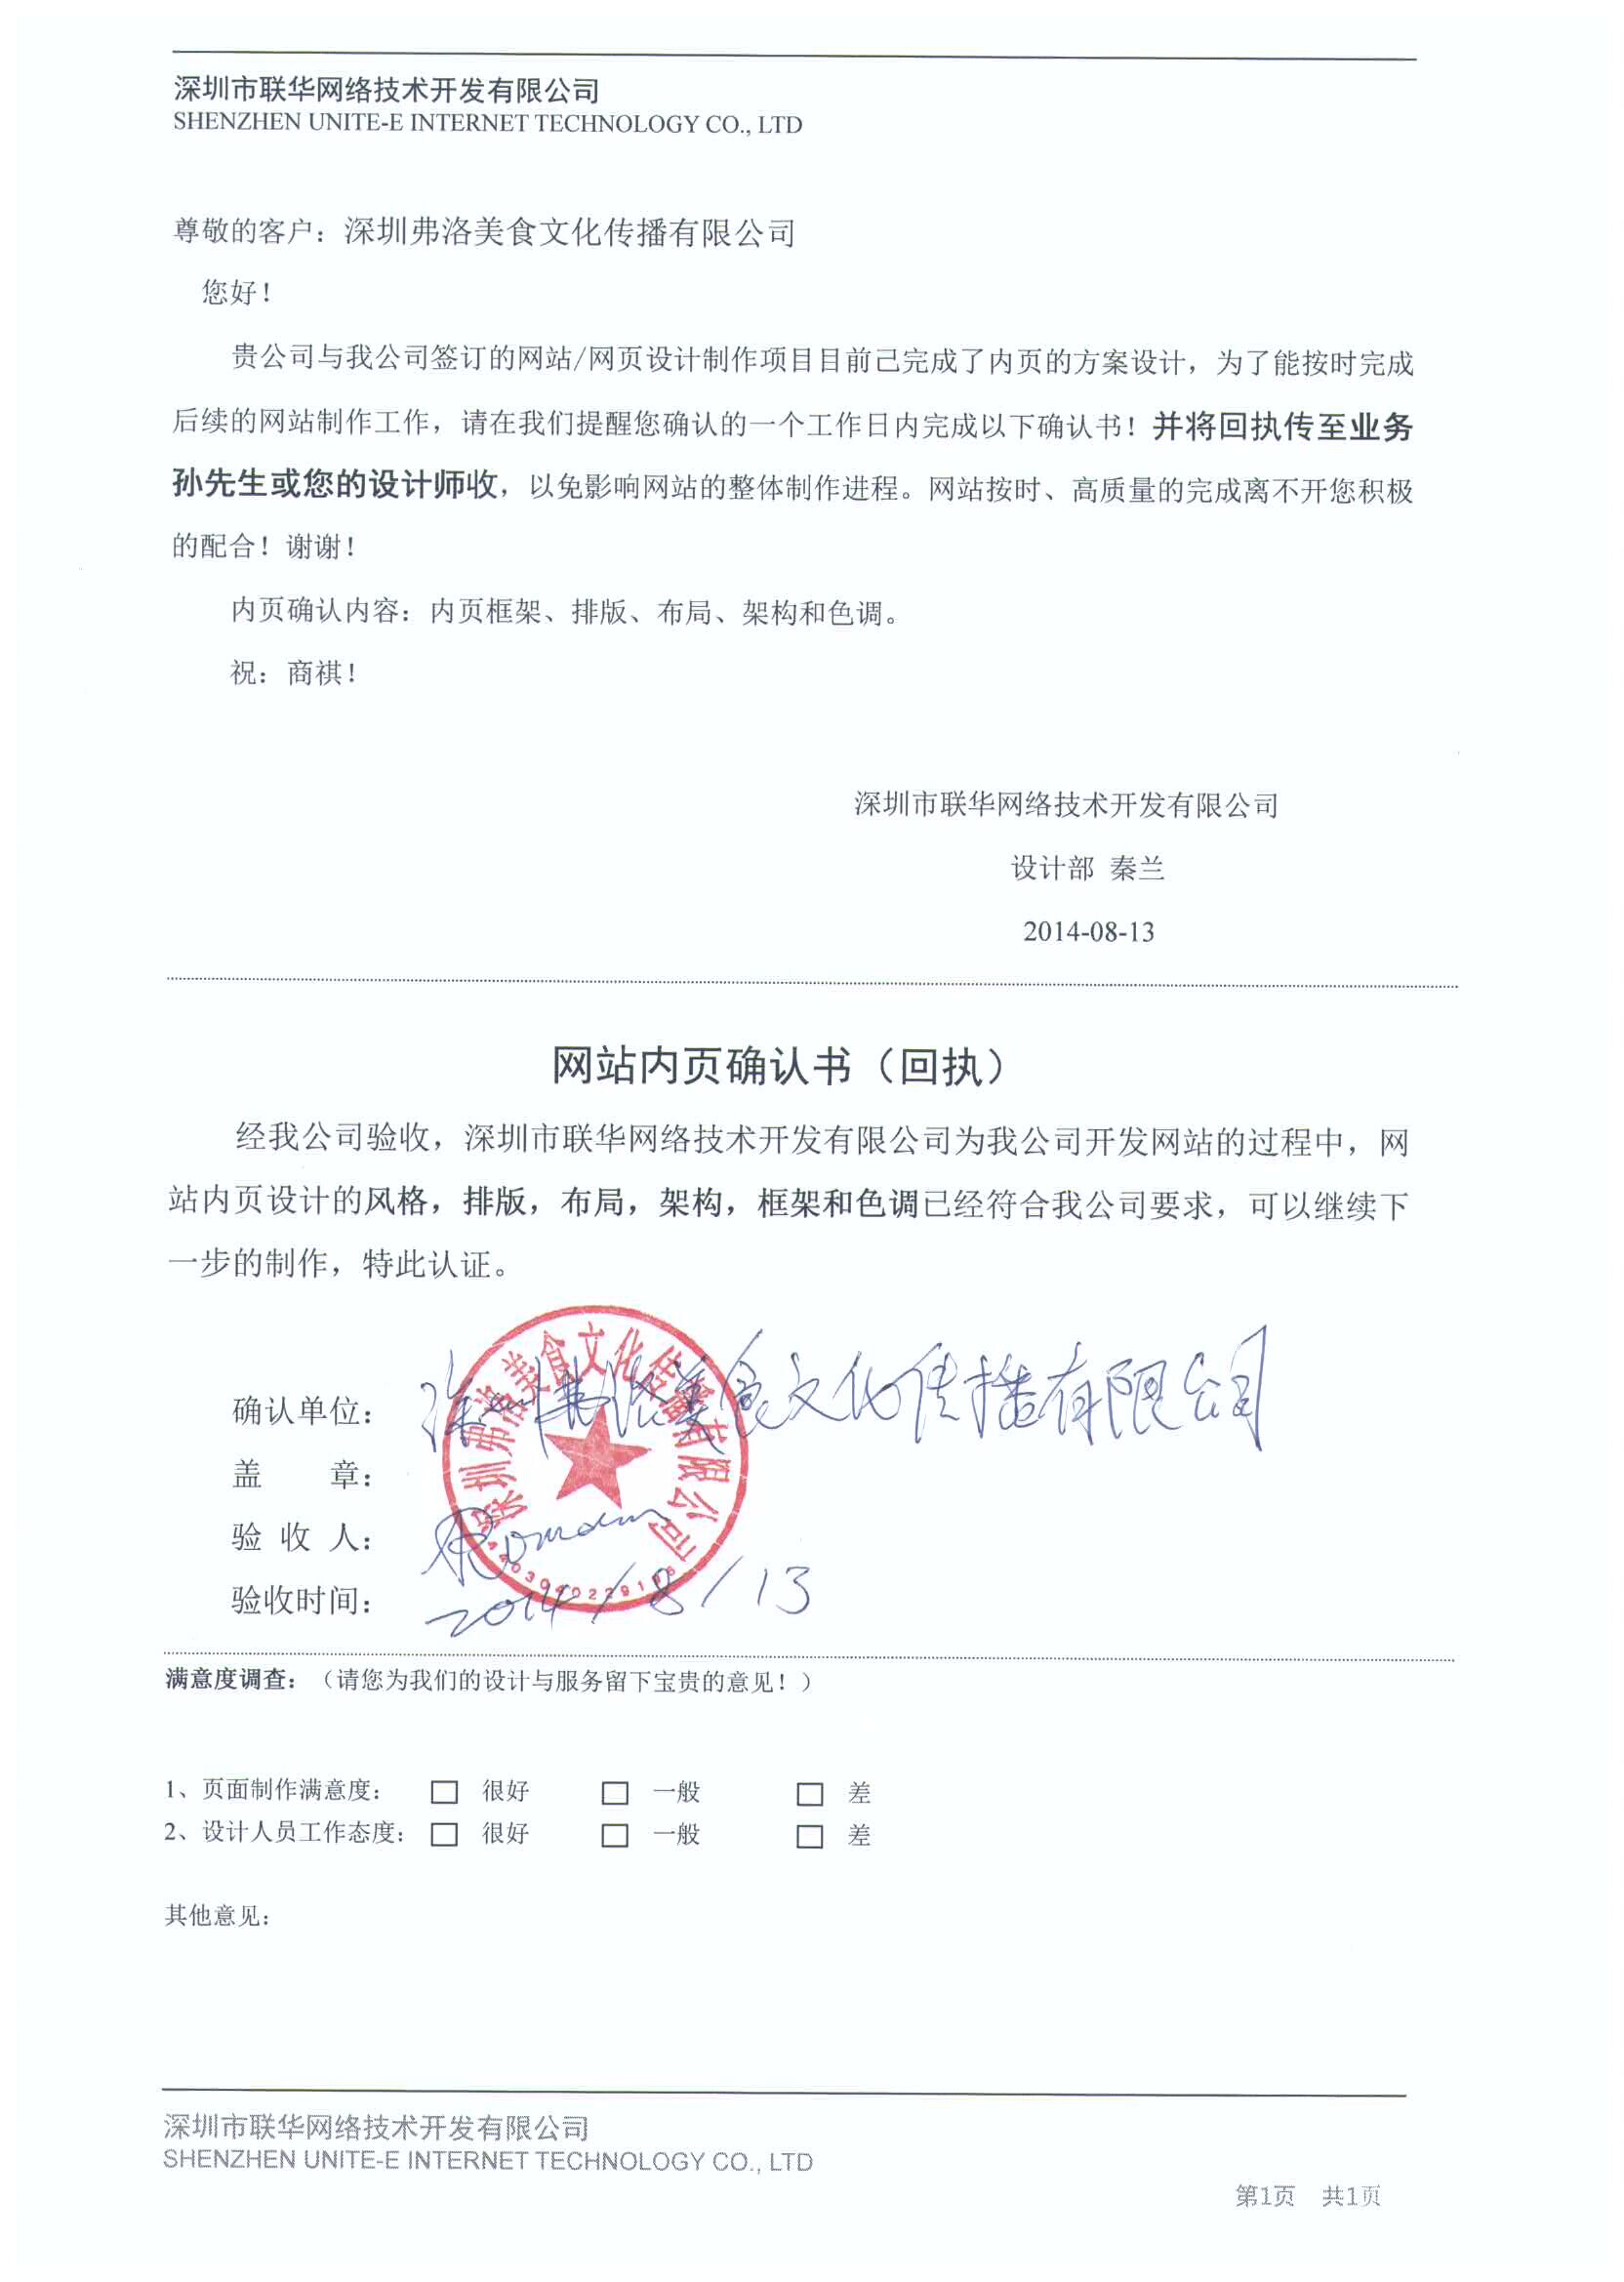 深圳市联华网络技术开发有限公司
SHENZHEN UNITE-E INTERNET TECHNOLOGY CO., LTD
尊敬的客户：深圳弗洛美食文化传播有限公司
您好！
贵公司与我公司签订的网站/网页设计制作项目目前己完成了内页的方案设计，为了能按时完成
后续的网站制作工作，请在我们提醒您确认的一个工作日内完成以下确认书！并将回执传至业务
孙先生或您的设计师收，以免影响网站的整体制作进程。网站按时、高质量的完成离不开您积极
的配合！谢谢！
内页确认内容：内页框架、排版、布局、架构和色调。
祝：商祺！
深圳市联华网络技术开发有限公司
设计部 秦兰
2014-08-13
网站内页确认书（回执）
经我公司验收，深圳市联华网络技术开发有限公司为我公司开发网站的过程中，网
站内页设计的风格，排版，布局，架构，框架和色调已经符合我公司要求，可以继续下
一步的制作，特此认证。
深圳弗洛美食文化传播有限公司
确认单位： 深圳弗洛美食文化传播有限公司
盖 章：
验 收 人： Roman
验收时间： 2014/8/13
满意度调查：（请您为我们的设计与服务留下宝贵的意见！）
1、页面制作满意度： □ 很好 □ 一般 □ 差
2、设计人员工作态度： □ 很好 □ 一般 □ 差
其他意见：
深圳市联华网络技术开发有限公司
SHENZHEN UNITE-E INTERNET TECHNOLOGY CO., LTD
第1页 共1页